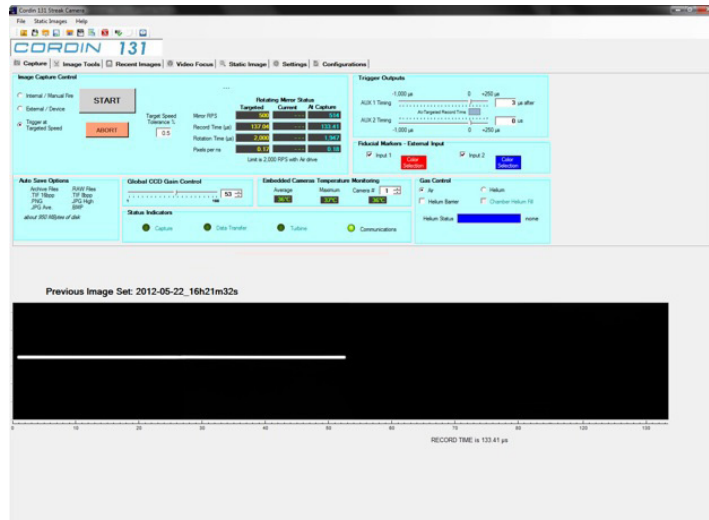 Cordin 131 Streak Camera
File Static Images Help
CORDIN 131
Capture Image Tools Recent Images Video Focus Static Image Settings Configurations
Image Capture Control
Internal / Manual Fire
External / Device
Trigger at Targeted Speed
START
ABORT
Target Speed Tolerance %
0.5
Rotating Mirror Status
Targeted Current At Capture
Mirror RPS 500 --- 514
Record Time (µs) 137.04 --- 133.41
Rotation Time (µs) 2,000 --- 1,947
Pixels per ns 0.12 --- 0.18
Limit is 2,000 RPS with Air drive
Trigger Outputs
-1,000 µs 0 +250 µs
AUX 1 Timing 3 µs after
As Targeted Record Time
AUX 2 Timing 0 us
-1,000 µs 0 +250 µs
Fiducial Markers - External Input
Input 1 Color Selection Input 2 Color Selection
Auto Save Options
Archive Files RAW Files
TIF 16bpp TIF 8bpp
PNG JPG High
JPG Ave. BMP
about 950 MB/mm of disk
Global CCD Gain Control
1 100 53
Embedded Cameras Temperature Monitoring
Average Maximum Camera # 1
36°C 37°C 36°C
Gas Control
Air Helium
Helium Barrier Chamber Helium Fill
Helium Status none
Status Indicators
Capture Data Transfer Turbine Communications
Previous Image Set: 2012-05-22_16h21m32s
0 10 20 30 40 50 60 70 80 120 130
RECORD TIME is 133.41 µs